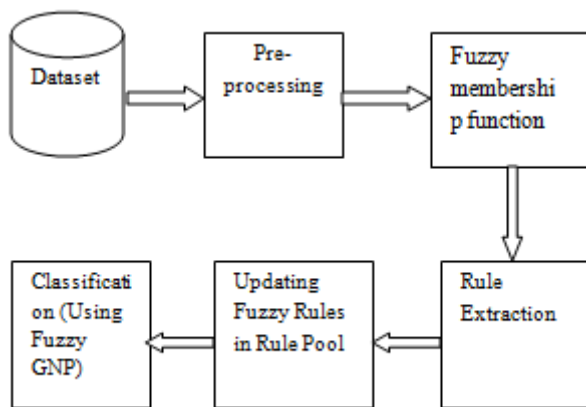 Dataset
Pre-
processing
Fuzzy
membershi
p function
Rule
Extraction
Updating
Fuzzy Rules
in Rule Pool
Classificati
on (Using
Fuzzy
GNP)